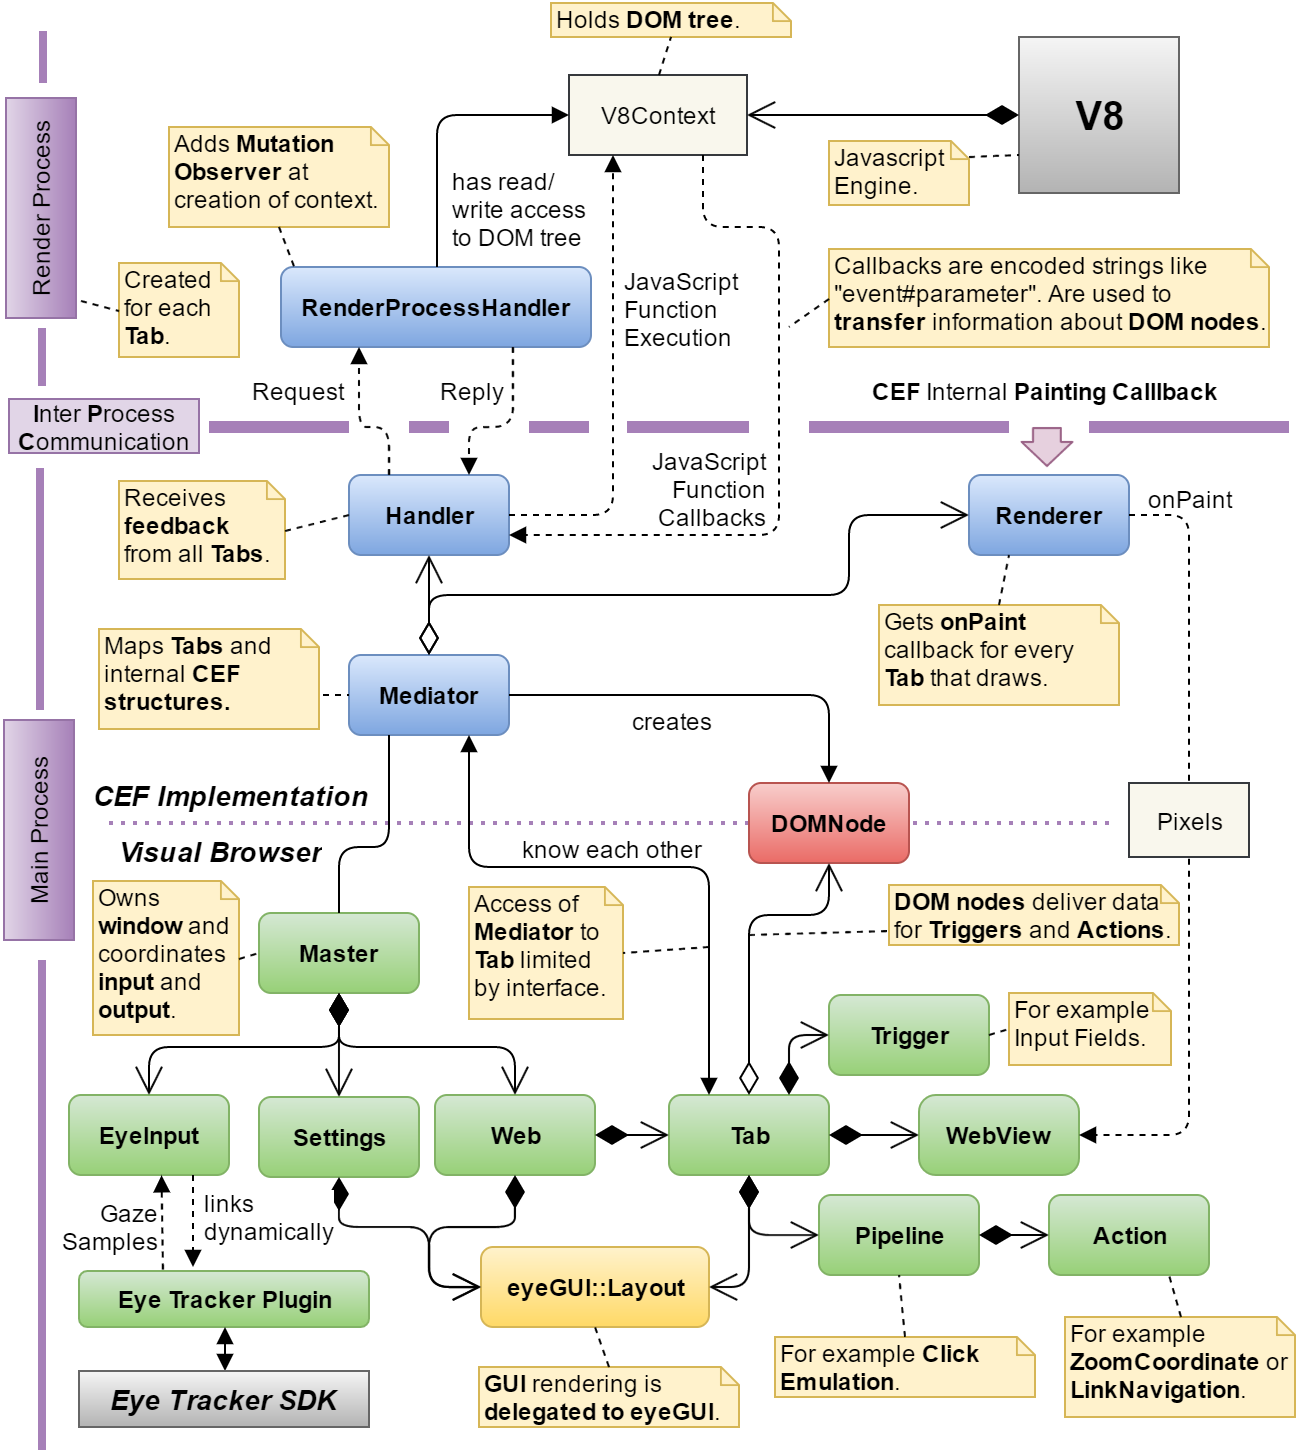 Holds DOM tree.
V8Context
V8
Javascript
Engine.
Render Process
Adds Mutation
Observer at
creation of context.
has read/
write access
to DOM tree
Created
for each
Tab.
RenderProcessHandler
JavaScript
Function
Execution
Callbacks are encoded strings like
"event#parameter". Are used to
transfer information about DOM nodes.
Request
Reply
CEF Internal Painting Calllback
Inter Process
Communication
JavaScript
Function
Callbacks
Receives
feedback
from all Tabs.
Handler
Renderer
onPaint
Gets onPaint
callback for every
Tab that draws.
Maps Tabs and
internal CEF
structures.
Mediator
creates
Main Process
CEF Implementation
Visual Browser
DOMNode
Pixels
know each other
Owns
window and
coordinates
input and
output.
Master
Access of
Mediator to
Tab limited
by interface.
DOM nodes deliver data
for Triggers and Actions.
Trigger
For example
Input Fields.
EyeInput
Settings
Web
Tab
WebView
Gaze
Samples
links
dynamically
Pipeline
Action
Eye Tracker Plugin
eyeGUI::Layout
Eye Tracker SDK
GUI rendering is
delegated to eyeGUI.
For example Click
Emulation.
For example
ZoomCoordinate or
LinkNavigation.